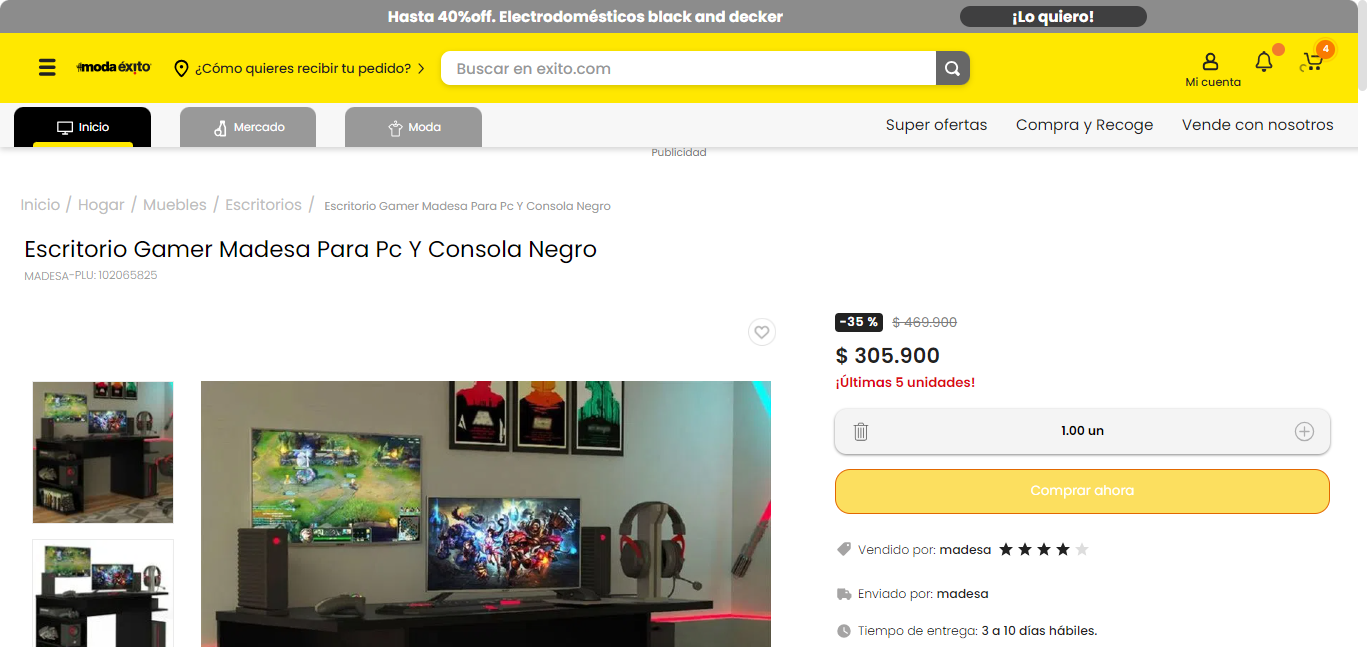 Hasta 40%off. Electrodomésticos black and decker
¡Lo quiero!
#moda éxito
¿Cómo quieres recibir tu pedido?
Buscar en exito.com
Mi cuenta
4
Inicio
Mercado
Moda
Super ofertas
Compra y Recoge
Vende con nosotros
Publicidad
Inicio / Hogar / Muebles / Escritorios / Escritorio Gamer Madesa Para Pc Y Consola Negro
Escritorio Gamer Madesa Para Pc Y Consola Negro
MADESA-PLU: 102065825
-35 % $ 469.900
$ 305.900
¡Últimas 5 unidades!
1.00 un
Comprar ahora
Vendido por: madesa
Enviado por: madesa
Tiempo de entrega: 3 a 10 días hábiles.